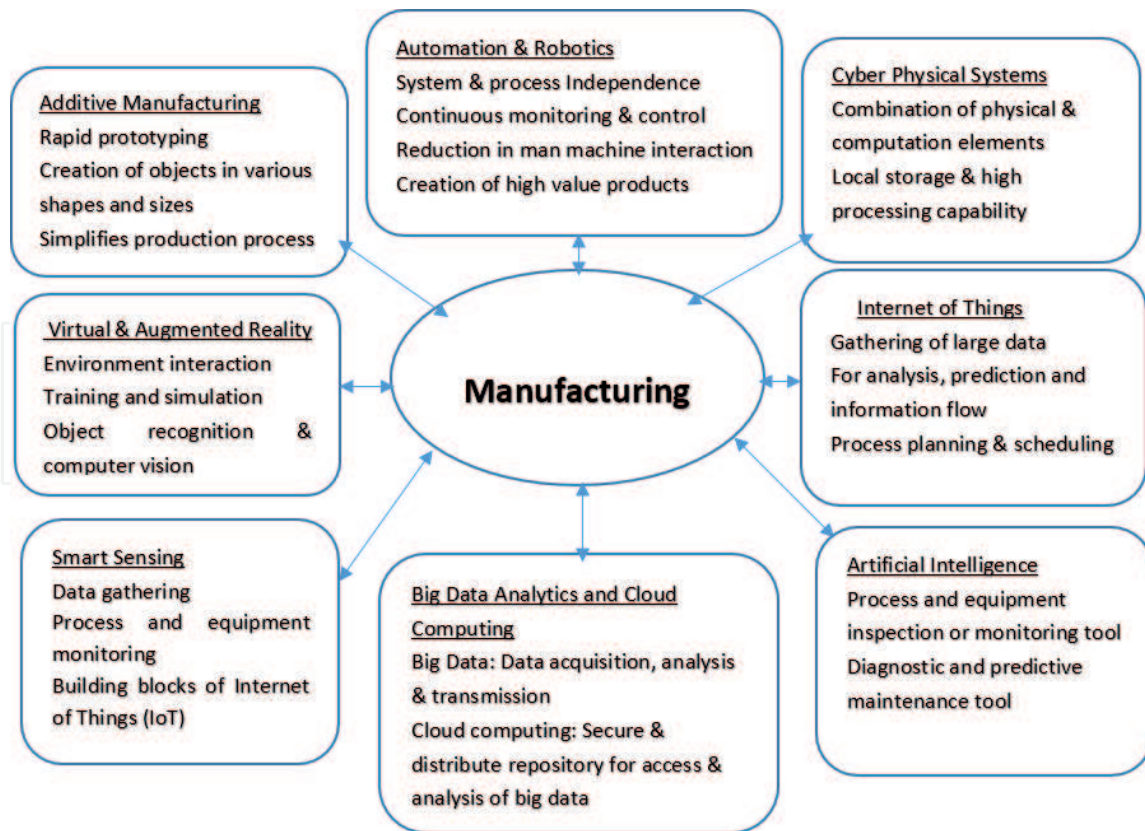 Automation & Robotics
System & process Independence
Continuous monitoring & control
Reduction in man machine interaction
Creation of high value products
Additive Manufacturing
Rapid prototyping
Creation of objects in various
shapes and sizes
Simplifies production process
Cyber Physical Systems
Combination of physical &
computation elements
Local storage & high
processing capability
Virtual & Augmented Reality
Environment interaction
Training and simulation
Object recognition &
computer vision
Manufacturing
Internet of Things
Gathering of large data
For analysis, prediction and
information flow
Process planning & scheduling
Smart Sensing
Data gathering
Process and equipment
monitoring
Building blocks of Internet
of Things (IoT)
Big Data Analytics and Cloud
Computing
Big Data: Data acquisition, analysis
& transmission
Cloud computing: Secure &
distribute repository for access &
analysis of big data
Artificial Intelligence
Process and equipment
inspection or monitoring tool
Diagnostic and predictive
maintenance tool